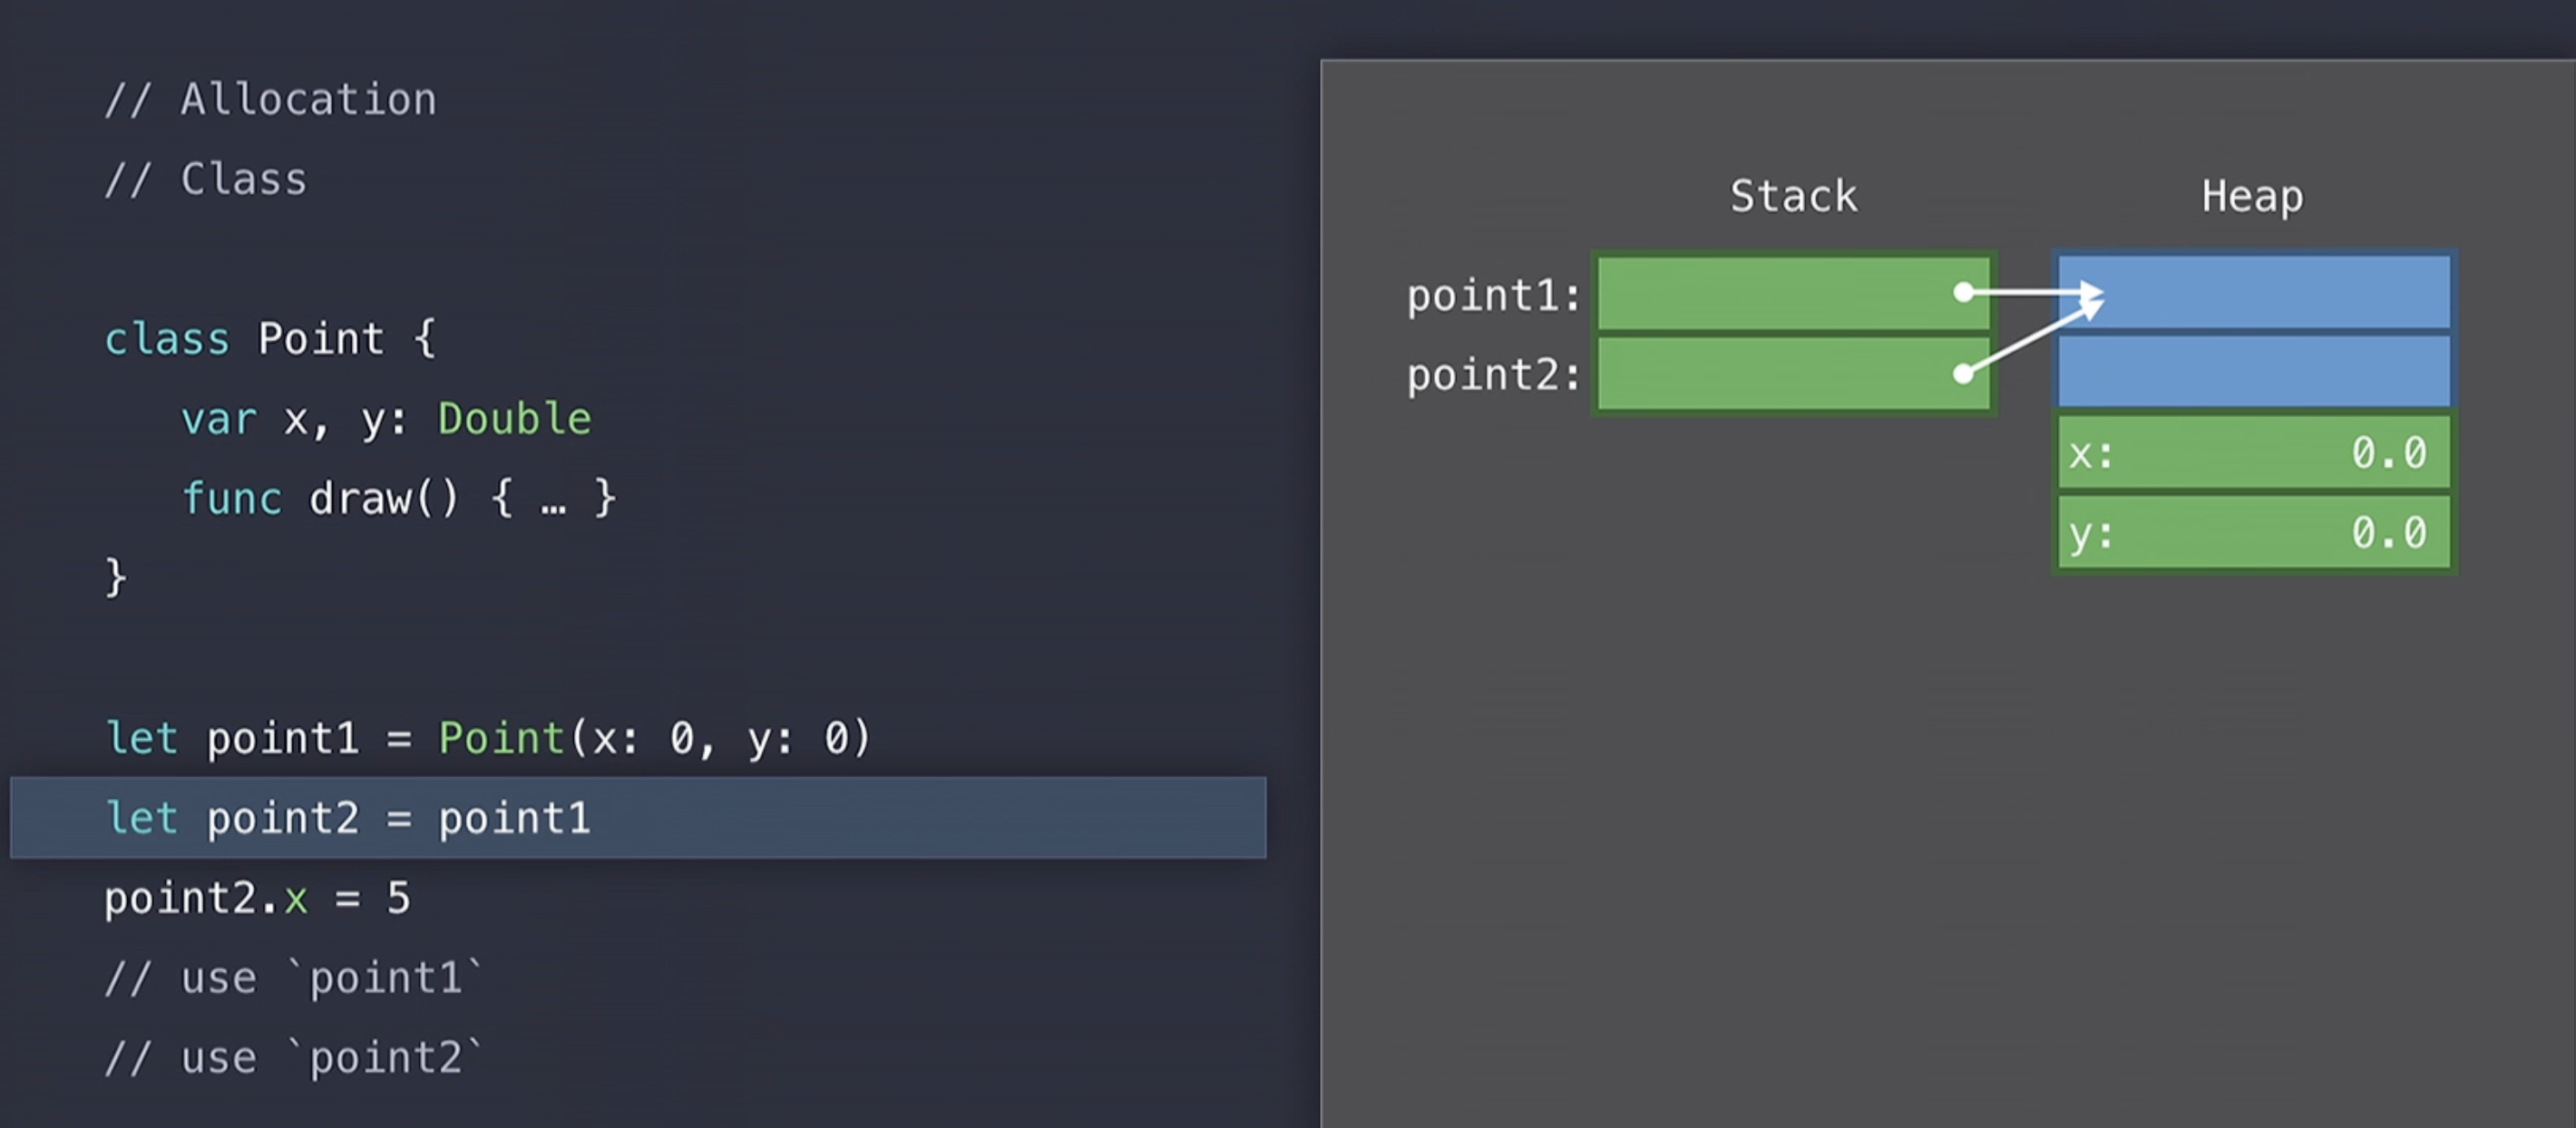 // Allocation
// Class
class Point {
   var x, y: Double
   func draw() { … }
}
let point1 = Point(x: 0, y: 0)
let point2 = point1
point2.x = 5
// use `point1`
// use `point2`
Stack Heap
point1:
point2:
x: 0.0
y: 0.0